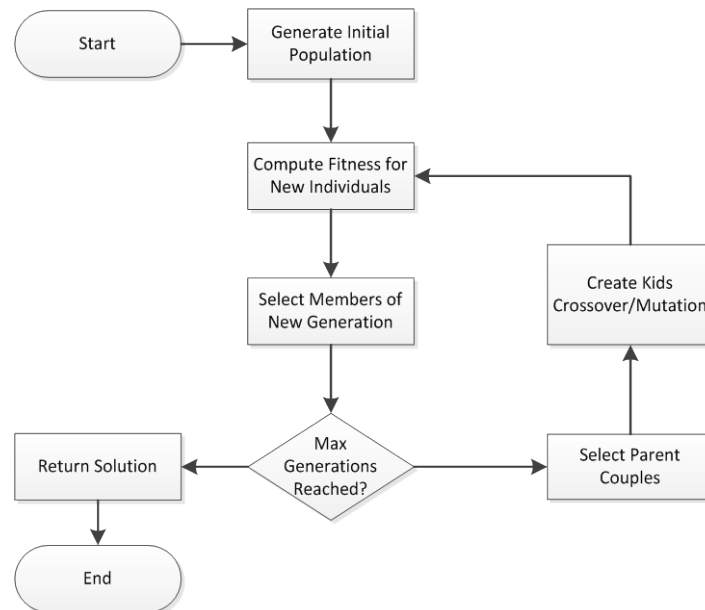 Start
Generate Initial
Population
Compute Fitness for
New Individuals
Select Members of
New Generation
Create Kids
Crossover/Mutation
Max
Generations
Reached?
Return Solution
Select Parent
Couples
End